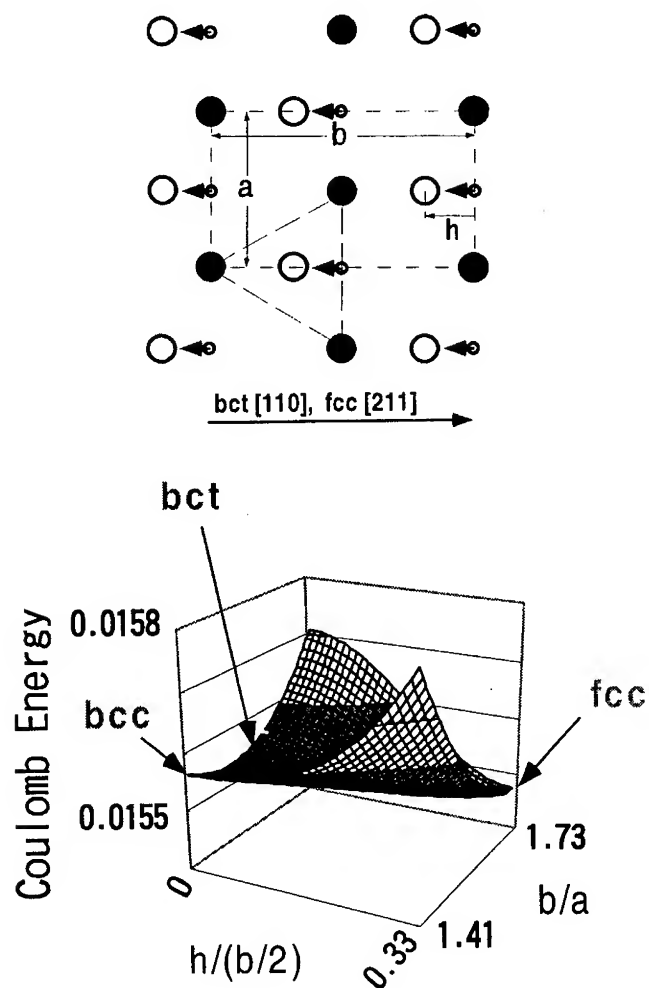 b
a
h
bct [110], fcc [211]
bct
0.0158
bcc
fcc
0.0155
Coulomb Energy
1.73
0
b/a
0.33
1.41
h/(b/2)